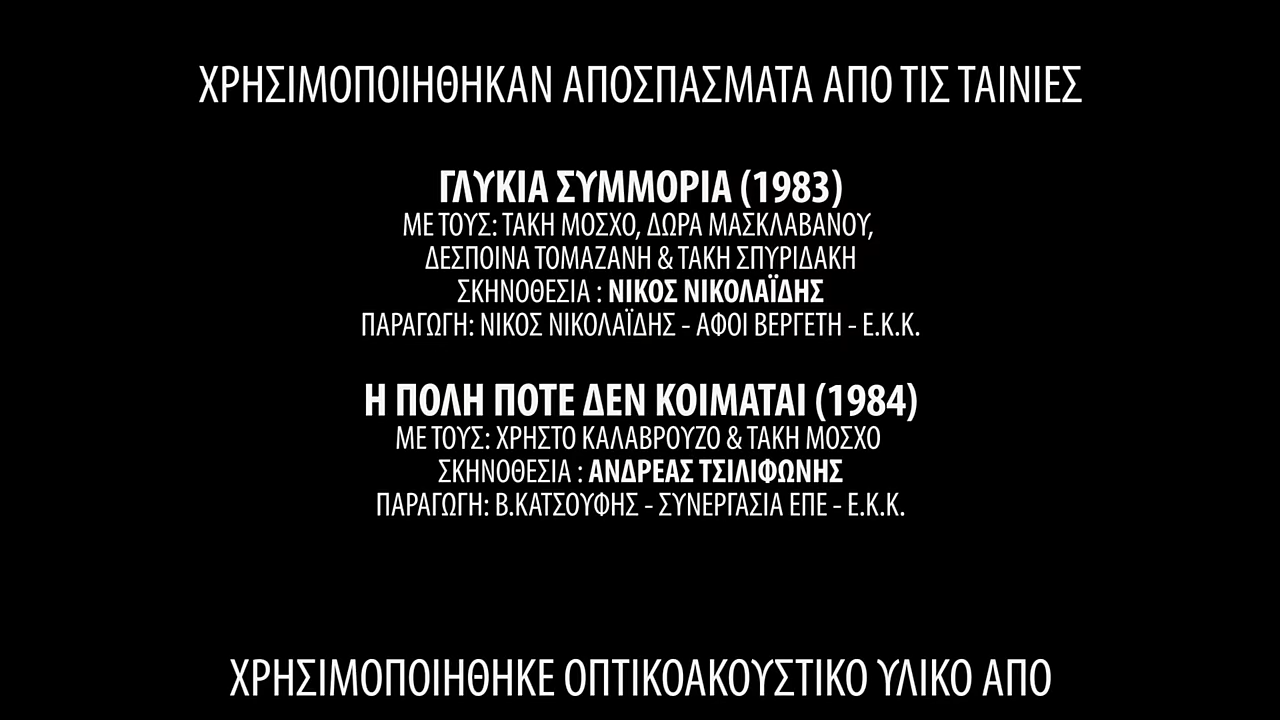 ΧΡΗΣΙΜΟΠΟΙΗΘΗΚΑΝ ΑΠΟΣΠΑΣΜΑΤΑ ΑΠΟ ΤΙΣ ΤΑΙΝΙΕΣ
ΓΛΥΚΙΑ ΣΥΜΜΟΡΙΑ (1983)
ΜΕ ΤΟΥΣ: ΤΑΚΗ ΜΟΣΧΟ, ΔΩΡΑ ΜΑΣΚΛΑΒΑΝΟΥ,
ΔΕΣΠΟΙΝΑ ΤΟΜΑΖΑΝΗ & ΤΑΚΗ ΣΠΥΡΙΔΑΚΗ
ΣΚΗΝΟΘΕΣΙΑ : ΝΙΚΟΣ ΝΙΚΟΛΑΪΔΗΣ
ΠΑΡΑΓΩΓΗ: ΝΙΚΟΣ ΝΙΚΟΛΑΪΔΗΣ - ΑΦΟΙ ΒΕΡΓΕΤΗ - Ε.Κ.Κ.
Η ΠΟΛΗ ΠΟΤΕ ΔΕΝ ΚΟΙΜΑΤΑΙ (1984)
ΜΕ ΤΟΥΣ: ΧΡΗΣΤΟ ΚΑΛΑΒΡΟΥΖΟ & ΤΑΚΗ ΜΟΣΧΟ
ΣΚΗΝΟΘΕΣΙΑ : ΑΝΔΡΕΑΣ ΤΣΙΛΙΦΩΝΗΣ
ΠΑΡΑΓΩΓΗ: Β.ΚΑΤΣΟΥΦΗΣ - ΣΥΝΕΡΓΑΣΙΑ ΕΠΕ - Ε.Κ.Κ.
ΧΡΗΣΙΜΟΠΟΙΗΘΗΚΕ ΟΠΤΙΚΟΑΚΟΥΣΤΙΚΟ ΥΛΙΚΟ ΑΠΟ